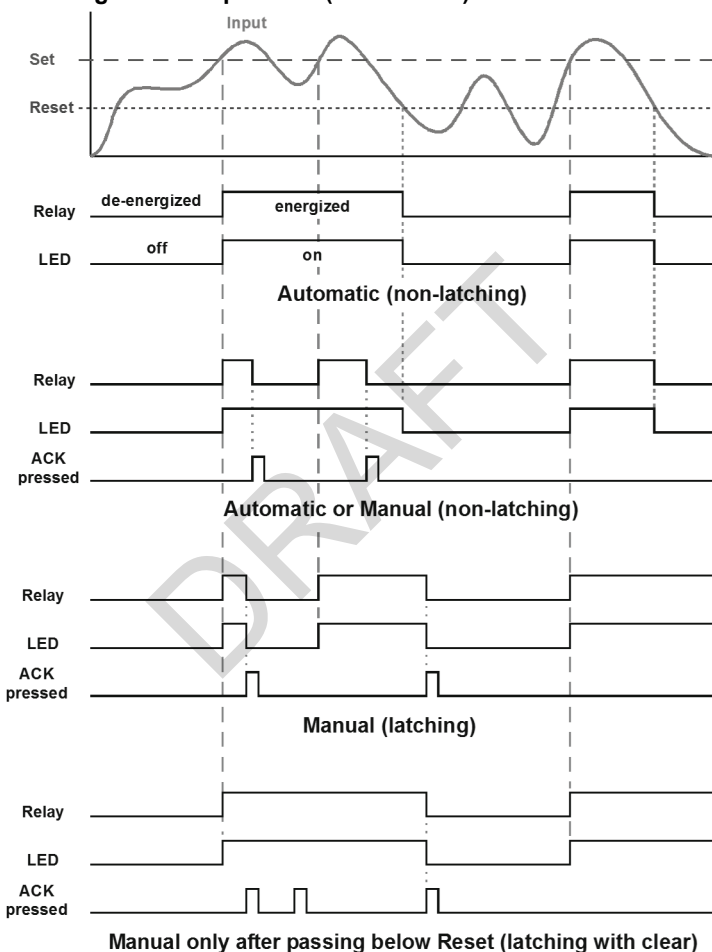 Input
Set
Reset
Relay de-energized energized
LED off on
Automatic (non-latching)
Relay
LED
ACK
pressed
Automatic or Manual (non-latching)
DRAFT
Relay
LED
ACK
pressed
Manual (latching)
Relay
LED
ACK
pressed
Manual only after passing below Reset (latching with clear)